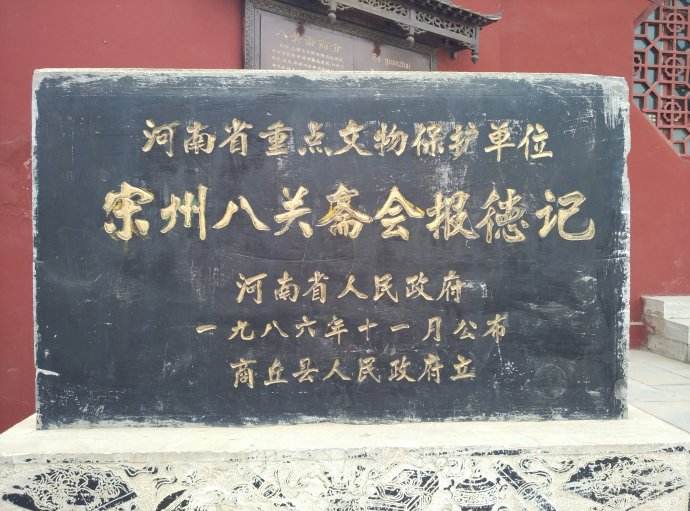 河南省重点文物保护单位
宋州八关斋会报德记
河南省人民政府
一九八六年十一月公布
商丘县人民政府立